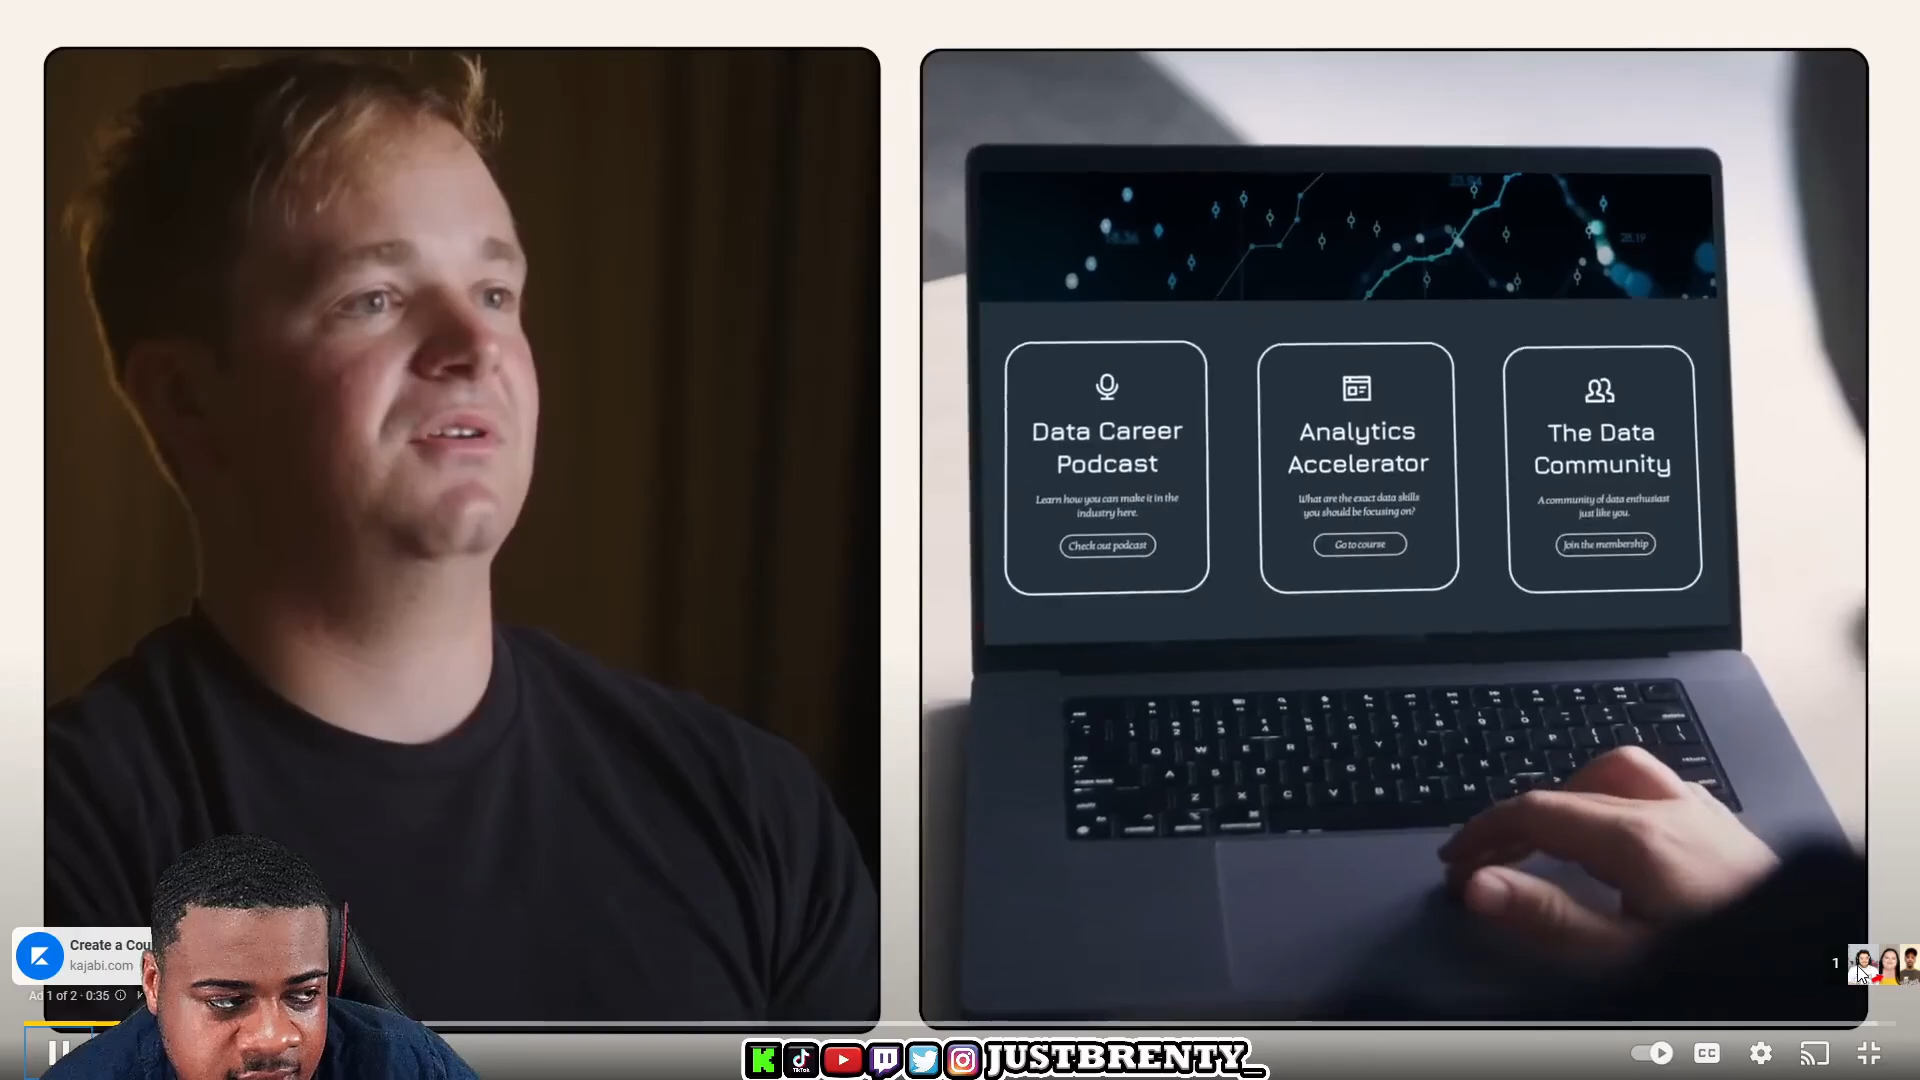 Data Career
Podcast
Learn how you can make it in the
industry here.
Check out podcast
Analytics
Accelerator
What are the exact data skills
you should be focusing on?
Go to course
The Data
Community
A community of data enthusiast
just like you.
Join the membership
28.19
Create a Cou
kajabi.com
Ad 1 of 2 · 0:35
1
CC
JUSTBRENTY_